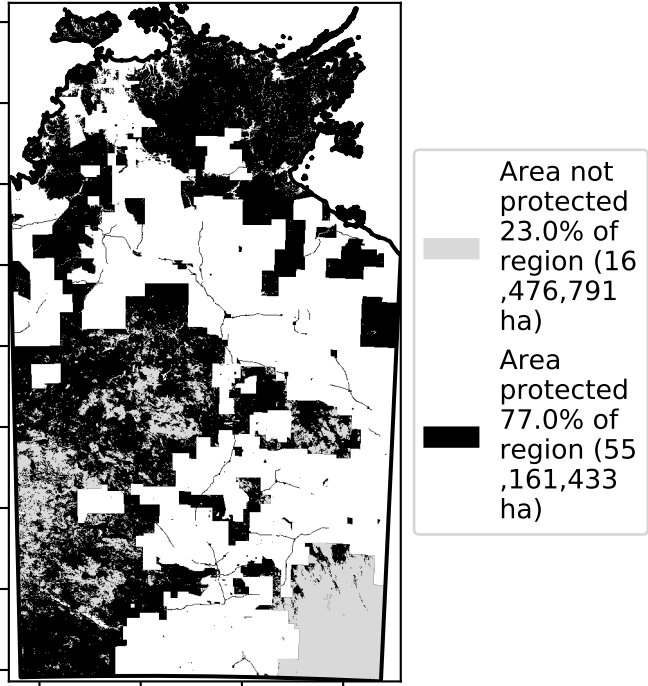 Area not
protected
23.0% of
region (16
,476,791
ha)
Area
protected
77.0% of
region (55
,161,433
ha)